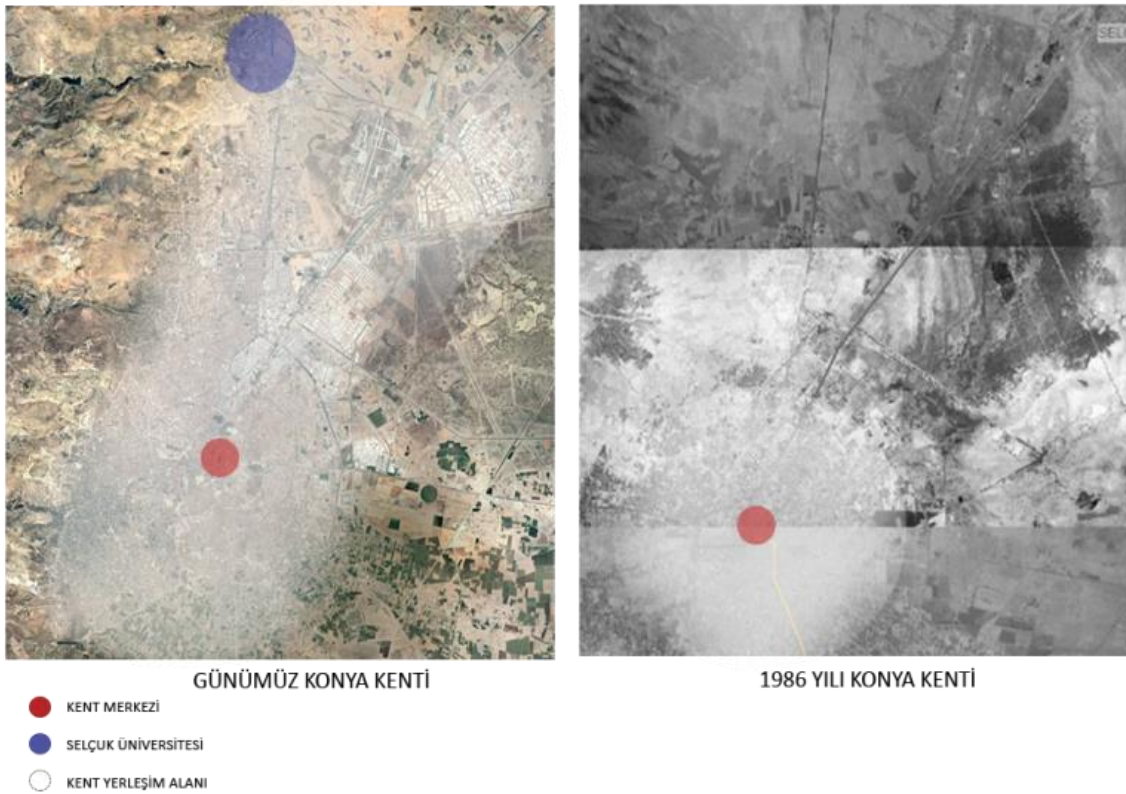 GÜNÜMÜZ KONYA KENTİ
1986 YILI KONYA KENTİ
KENT MERKEZİ
SELÇUK ÜNİVERSİTESİ
KENT YERLEŞİM ALANI